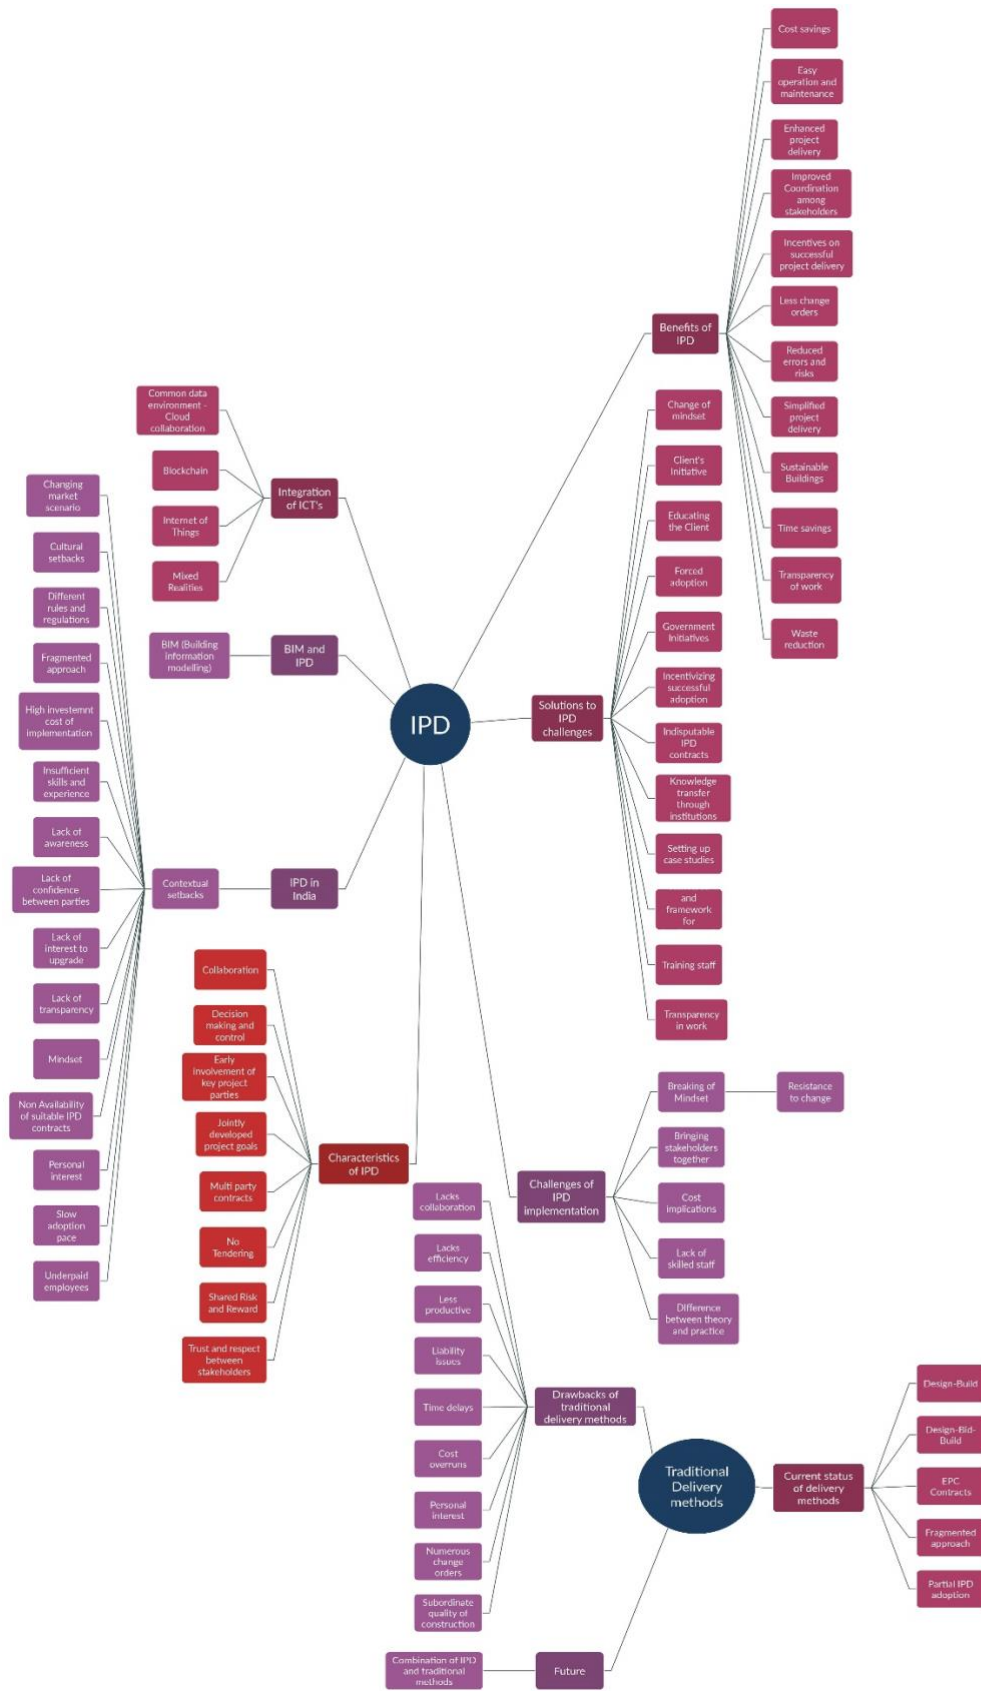 IPD
Benefits of
IPD
Cost savings
Easy
operation and
maintenance
Enhanced
project
delivery
Improved
Coordination
among
stakeholders
Incentives on
successful
project delivery
Less change
orders
Reduced
errors and
risks
Simplified
project
delivery
Sustainable
Buildings
Time savings
Transparency
of work
Waste
reduction
Solutions to
IPD
challenges
Change of
mindset
Client's
Initiative
Educating
the Client
Forced
adoption
Government
Initiatives
Incentivizing
successful
adoption
Indisputable
IPD
contracts
Knowledge
transfer
through
institutions
Setting up
case studies
and
framework
for
Training staff
Transparency
in work
Challenges of
IPD
implementation
Breaking of
Mindset
Resistance
to change
Bringing
stakeholders
together
Cost
implications
Lack of
skilled staff
Difference
between theory
and practice
Integration
of ICT's
Common data
environment -
Cloud
collaboration
Blockchain
Internet of
Things
Mixed
Realities
BIM and
IPD
BIM (Building
information
modelling)
IPD in
India
Contextual
setbacks
Changing
market
scenario
Cultural
setbacks
Different
rules and
regulations
Fragmented
approach
High investemnt
cost of
implementation
Insufficient
skills and
experience
Lack of
awareness
Lack of
confidence
between parties
Lack of
interest to
upgrade
Lack of
transparency
Mindset
Non Availability
of suitable IPD
contracts
Personal
interest
Slow
adoption
pace
Underpaid
employees
Characteristics
of IPD
Collaboration
Decision
making and
control
Early
involvement of
key project
parties
Jointly
developed
project goals
Multi party
contracts
No
Tendering
Shared Risk
and Reward
Trust and respect
between
stakeholders
Traditional
Delivery
methods
Drawbacks of
traditional
delivery methods
Lacks
collaboration
Lacks
efficiency
Less
productive
Liability
issues
Time delays
Cost
overruns
Personal
interest
Numerous
change
orders
Subordinate
quality of
construction
Current status
of delivery
methods
Design-Build
Design-Bid-
Build
EPC
Contracts
Fragmented
approach
Partial IPD
adoption
Future
Combination of IPD
and traditional
methods